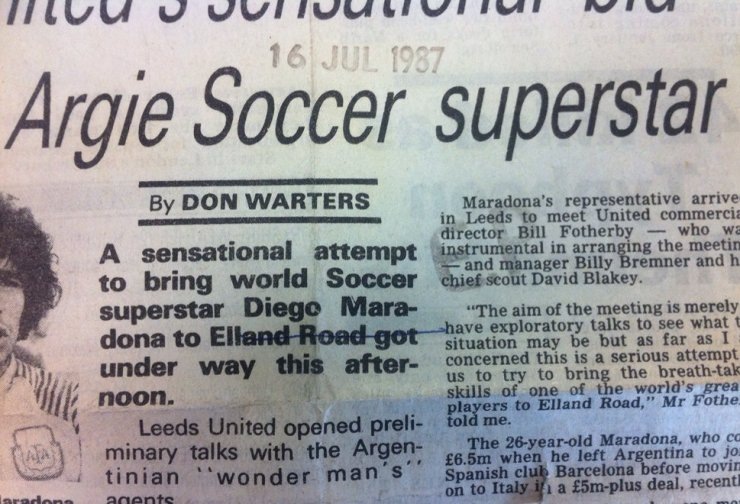 sensational bid
16 JUL 1987
Argie Soccer superstar
By DON WARTERS
A sensational attempt
to bring world Soccer
superstar Diego Mara-
dona to Elland Road got
under way this after-
noon.
Leeds United opened preli-
minary talks with the Argen-
tinian "wonder man's"
agents
Maradona's representative arrive
in Leeds to meet United commercia
director Bill Fotherby — who wa
instrumental in arranging the meetin
— and manager Billy Bremner and h
chief scout David Blakey.
"The aim of the meeting is merely
have exploratory talks to see what t
situation may be but as far as I
concerned this is a serious attempt
us to try to bring the breath-tak
skills of one of the world's grea
players to Elland Road," Mr Fothe
told me.
The 26-year-old Maradona, who co
£6.5m when he left Argentina to jo
Spanish club Barcelona before movin
on to Italy in a £5m-plus deal, recentl
AFA
aradona